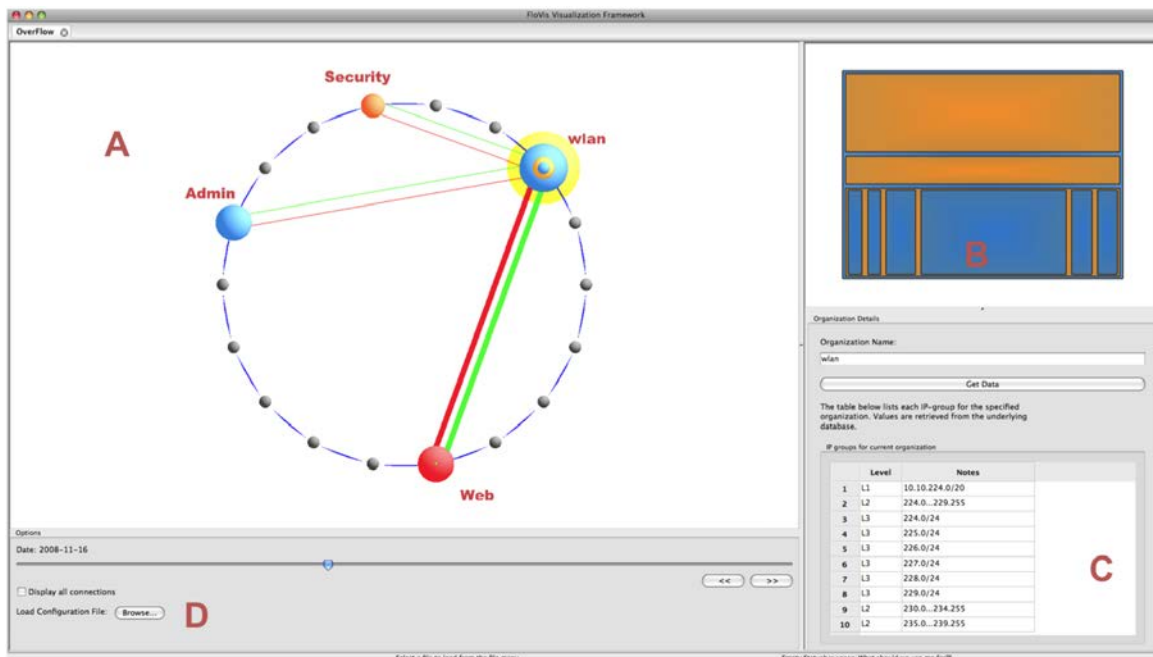 FloVis Visualization Framework
OverFlow
Security
wlan
A
Admin
Web
B
Organization Details
Organization Name:
wlan
Get Data
The table below lists each IP-group for the specified
organization. Values are retrieved from the underlying
database.
IP groups for current organization
Level Notes
1 L1 10.10.224.0/20
2 L2 224.0...229.255
3 L3 224.0/24
4 L3 225.0/24
5 L3 226.0/24
6 L3 227.0/24
7 L3 228.0/24
8 L3 229.0/24
9 L2 230.0...234.255
10 L2 235.0...239.255
C
Options
Date: 2008-11-16
<< >>
Display all connections
Load Configuration File: Browse...
D